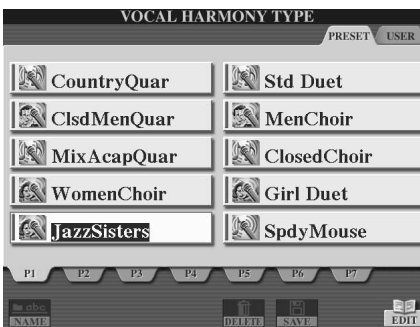 VOCAL HARMONY TYPE
PRESET USER
CountryQuar Std Duet
ClsdMenQuar MenChoir
MixAcapQuar ClosedChoir
WomenChoir Girl Duet
JazzSisters SpdyMouse
P1 P2 P3 P4 P5 P6 P7
abc
NAME DELETE SAVE EDIT